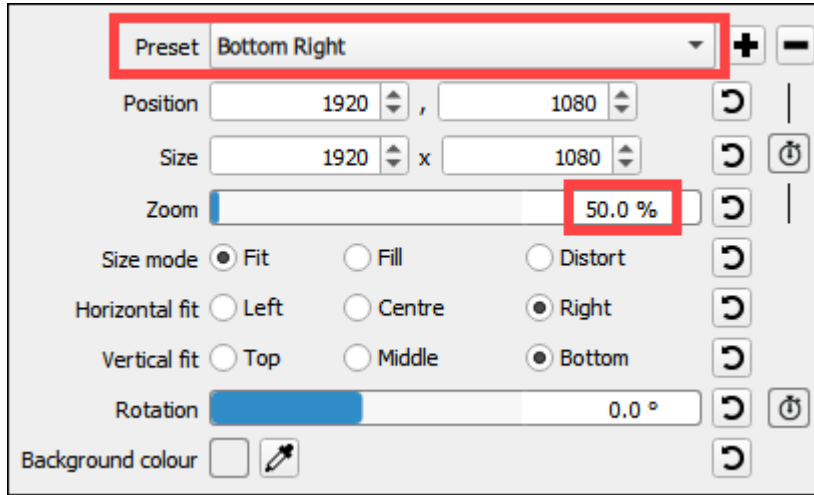 Preset Bottom Right
Position 1920 , 1080
Size 1920 x 1080
Zoom 50.0 %
Size mode Fit Fill Distort
Horizontal fit Left Centre Right
Vertical fit Top Middle Bottom
Rotation 0.0 °
Background colour